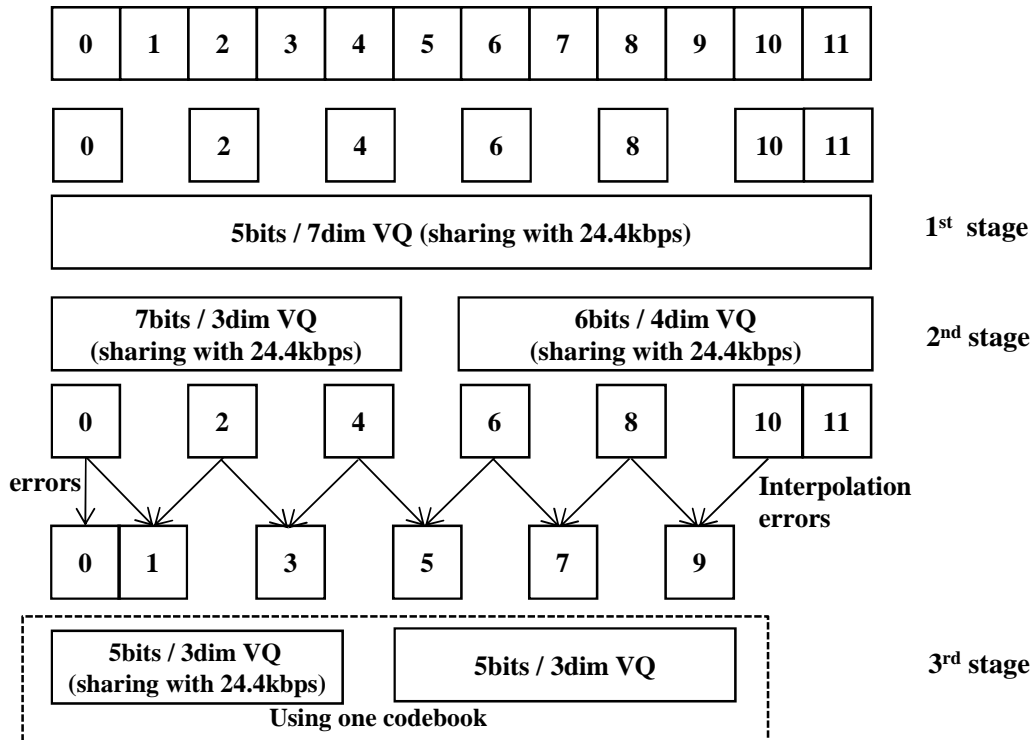 0 1 2 3 4 5 6 7 8 9 10 11
0 2 4 6 8 10 11
5bits / 7dim VQ (sharing with 24.4kbps)
1st stage
7bits / 3dim VQ
(sharing with 24.4kbps)
6bits / 4dim VQ
(sharing with 24.4kbps)
2nd stage
0 2 4 6 8 10 11
errors
Interpolation
errors
0 1 3 5 7 9
5bits / 3dim VQ
(sharing with 24.4kbps)
5bits / 3dim VQ
3rd stage
Using one codebook